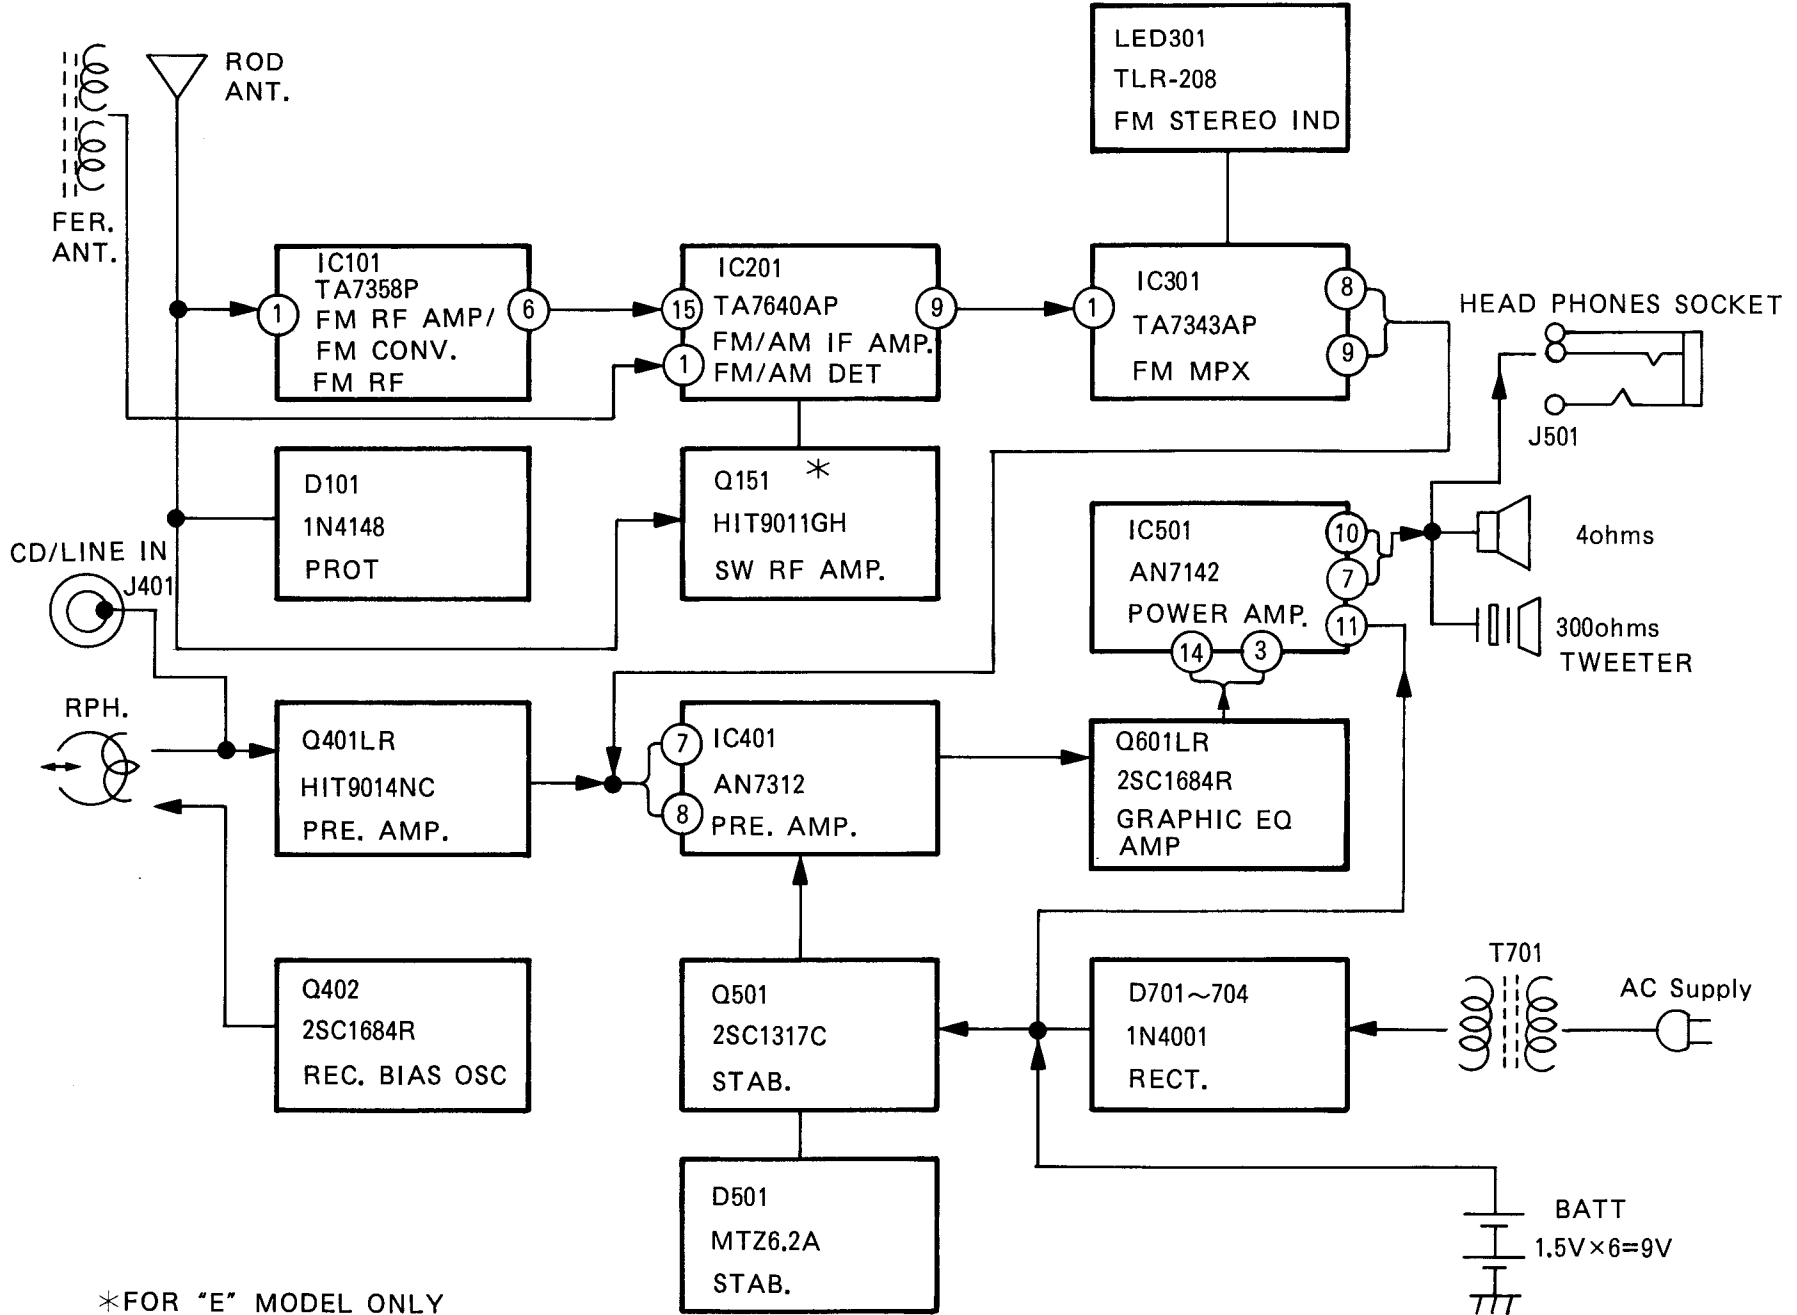 LED301
TLR-208
FM STEREO IND
ROD
ANT.
FER.
ANT.
IC101
TA7358P
FM RF AMP/
FM CONV.
FM RF
1
6
IC201
TA7640AP
FM/AM IF AMP.
FM/AM DET
15
1
9
IC301
TA7343AP
FM MPX
1
8
9
HEAD PHONES SOCKET
J501
D101
1N4148
PROT
Q151
*
HIT9011GH
SW RF AMP.
IC501
AN7142
POWER AMP.
10
7
11
14
3
4ohms
300ohms
TWEETER
CD/LINE IN
J401
RPH.
Q401LR
HIT9014NC
PRE. AMP.
7
8
IC401
AN7312
PRE. AMP.
Q601LR
2SC1684R
GRAPHIC EQ
AMP
Q402
2SC1684R
REC. BIAS OSC
Q501
2SC1317C
STAB.
D701~704
1N4001
RECT.
T701
AC Supply
D501
MTZ6.2A
STAB.
BATT
1.5V×6=9V
*FOR "E" MODEL ONLY